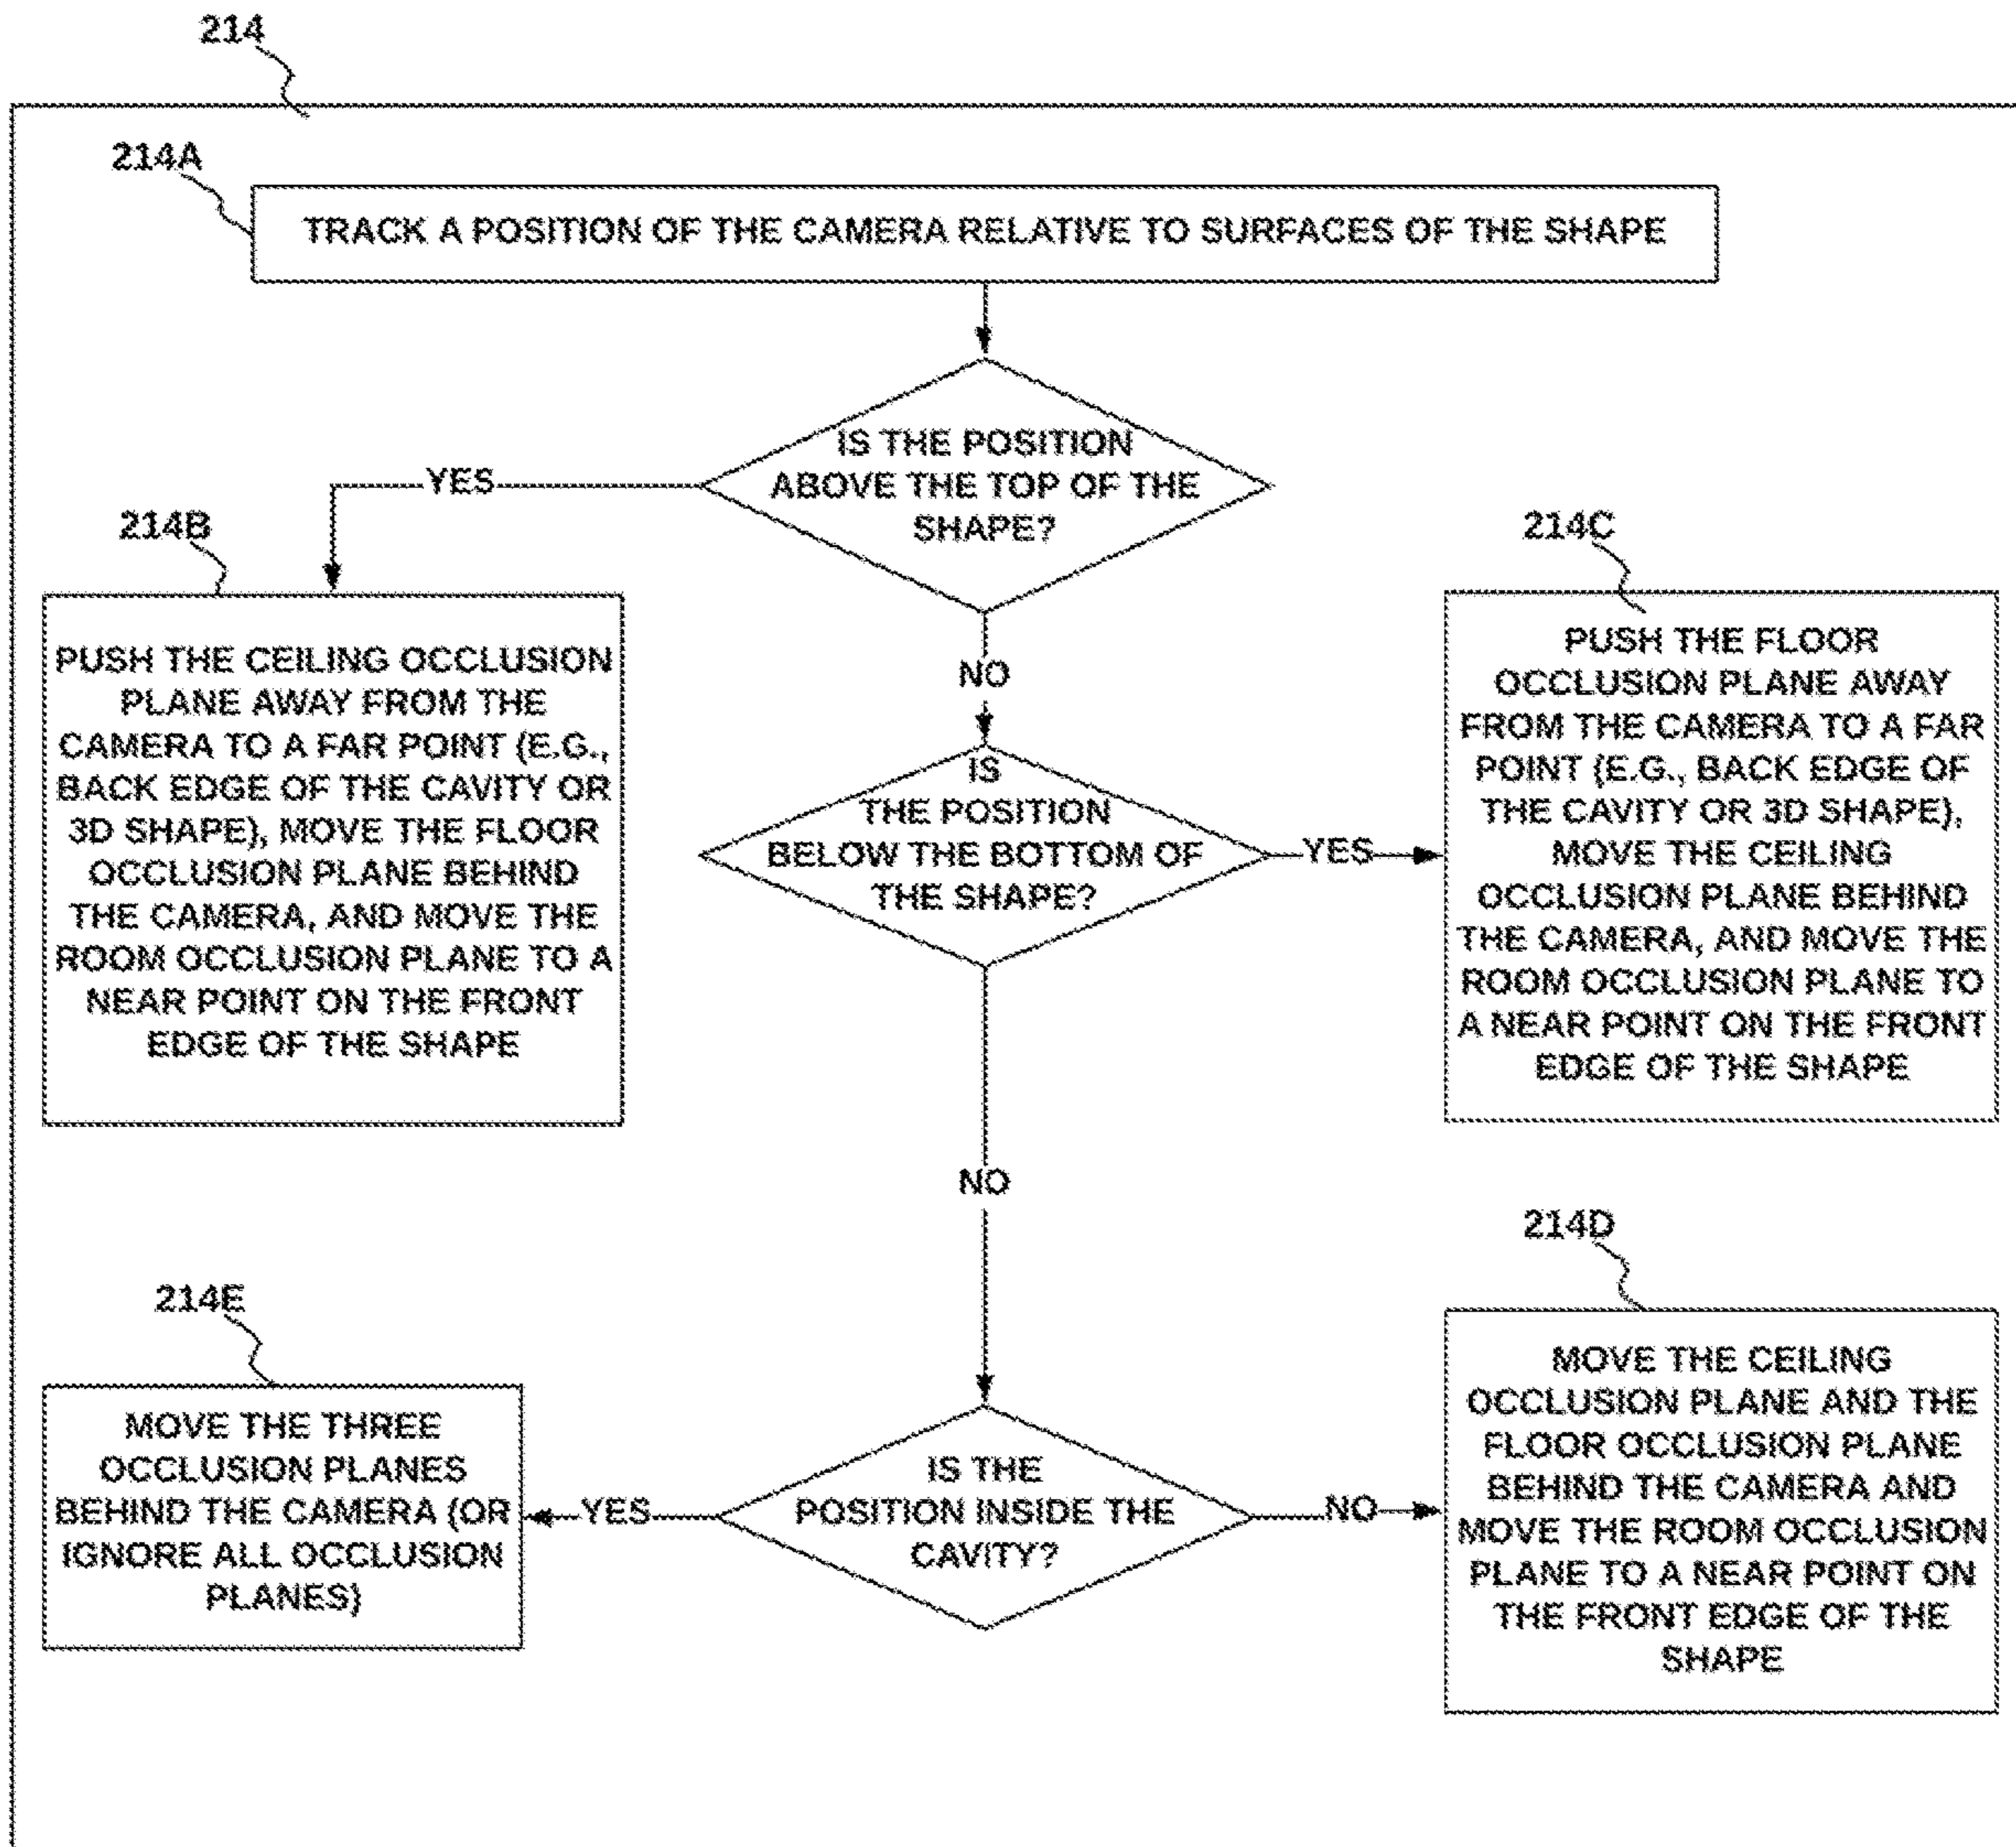 214
214A
TRACK A POSITION OF THE CAMERA RELATIVE TO SURFACES OF THE SHAPE
IS THE POSITION
ABOVE THE TOP OF THE
SHAPE?
YES
NO
214B
PUSH THE CEILING OCCLUSION
PLANE AWAY FROM THE
CAMERA TO A FAR POINT (E.G.,
BACK EDGE OF THE CAVITY OR
3D SHAPE), MOVE THE FLOOR
OCCLUSION PLANE BEHIND
THE CAMERA, AND MOVE THE
ROOM OCCLUSION PLANE TO A
NEAR POINT ON THE FRONT
EDGE OF THE SHAPE
IS
THE POSITION
BELOW THE BOTTOM OF
THE SHAPE?
YES
NO
214C
PUSH THE FLOOR
OCCLUSION PLANE AWAY
FROM THE CAMERA TO A FAR
POINT (E.G., BACK EDGE OF
THE CAVITY OR 3D SHAPE),
MOVE THE CEILING
OCCLUSION PLANE BEHIND
THE CAMERA, AND MOVE THE
ROOM OCCLUSION PLANE TO
A NEAR POINT ON THE FRONT
EDGE OF THE SHAPE
IS THE
POSITION INSIDE THE
CAVITY?
YES
NO
214E
MOVE THE THREE
OCCLUSION PLANES
BEHIND THE CAMERA (OR
IGNORE ALL OCCLUSION
PLANES)
214D
MOVE THE CEILING
OCCLUSION PLANE AND THE
FLOOR OCCLUSION PLANE
BEHIND THE CAMERA AND
MOVE THE ROOM OCCLUSION
PLANE TO A NEAR POINT ON
THE FRONT EDGE OF THE
SHAPE